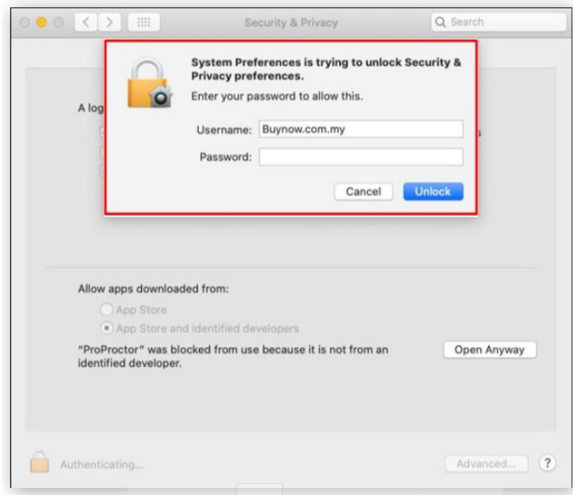 Security & Privacy
Search
System Preferences is trying to unlock Security &
Privacy preferences.
Enter your password to allow this.
A log
Username: Buynow.com.my
Password:
Cancel Unlock
Allow apps downloaded from:
App Store
App Store and identified developers
"ProProctor" was blocked from use because it is not from an
identified developer.
Open Anyway
Authenticating...
Advanced... ?